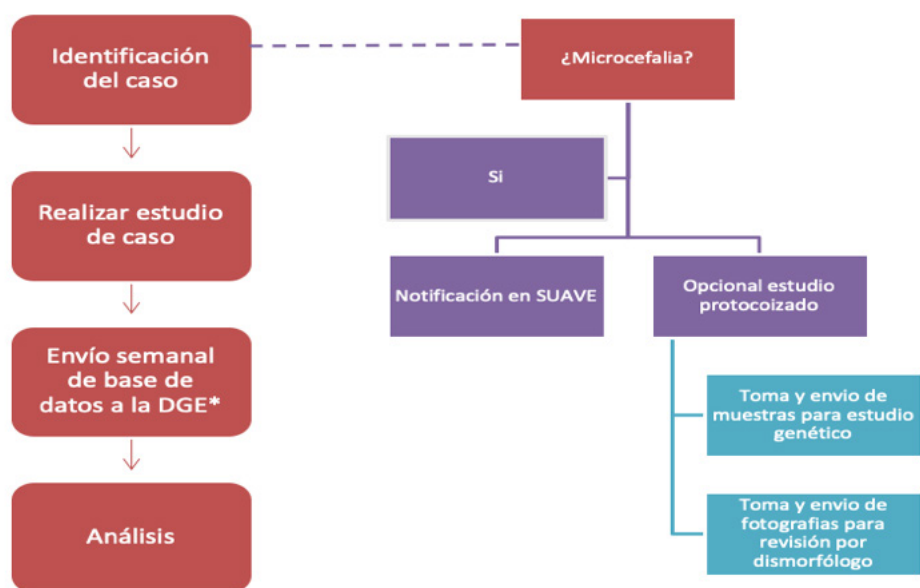 Identificación
del caso
¿Microcefalia?
Si
Realizar estudio
de caso
Notificación en SUAVE
Opcional estudio
protocoizado
Envío semanal
de base de
datos a la DGE*
Toma y envio de
muestras para estudio
genético
Análisis
Toma y envio de
fotografias para
revisión por
dismorfólogo